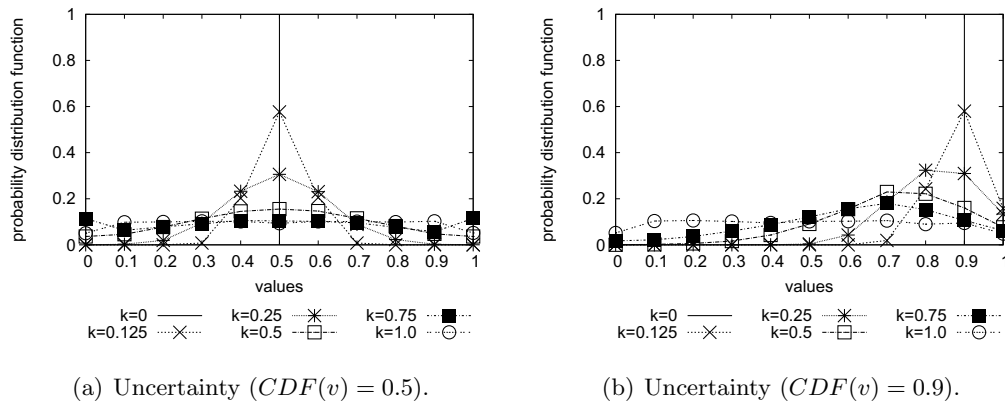 probability distribution function
1
0.8
0.6
0.4
0.2
0
0 0.1 0.2 0.3 0.4 0.5 0.6 0.7 0.8 0.9 1
values
k=0 k=0.25 k=0.75
k=0.125 k=0.5 k=1.0
(a) Uncertainty (CDF(v) = 0.5).
probability distribution function
1
0.8
0.6
0.4
0.2
0
0 0.1 0.2 0.3 0.4 0.5 0.6 0.7 0.8 0.9 1
values
k=0 k=0.25 k=0.75
k=0.125 k=0.5 k=1.0
(b) Uncertainty (CDF(v) = 0.9).